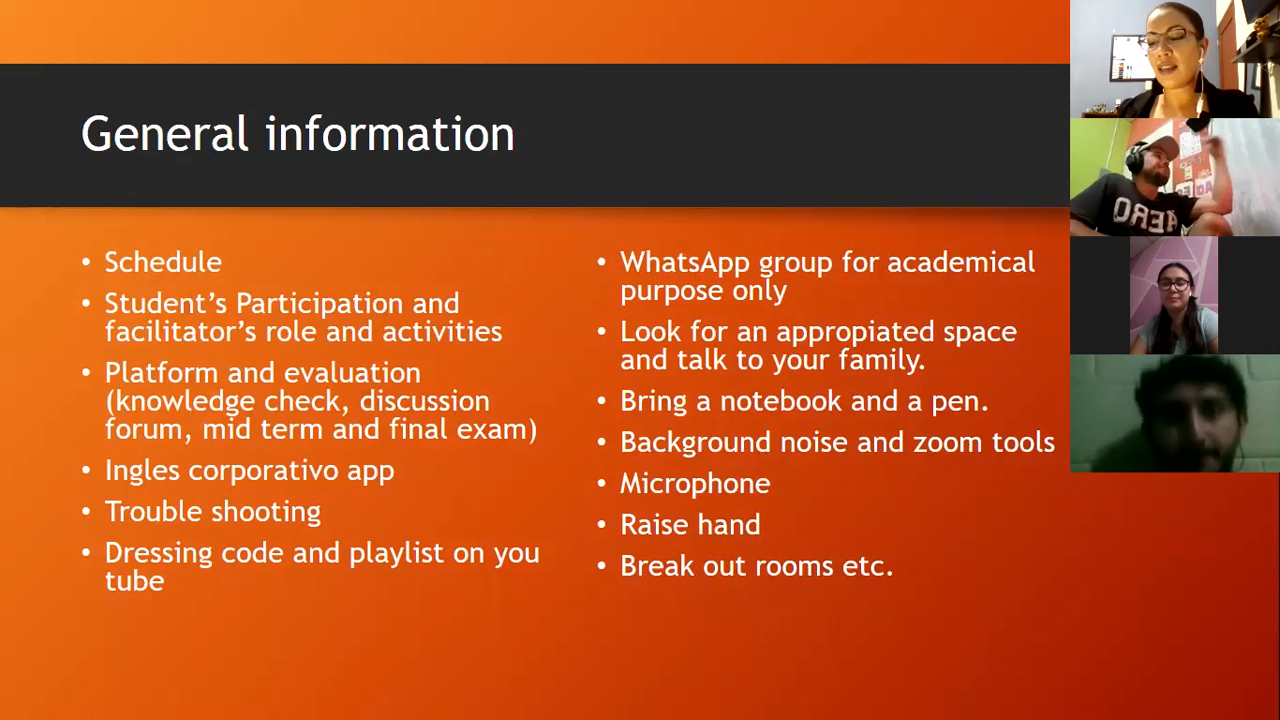 General information
• Schedule
• Student’s Participation and
facilitator’s role and activities
• Platform and evaluation
(knowledge check, discussion
forum, mid term and final exam)
• Ingles corporativo app
• Trouble shooting
• Dressing code and playlist on you
tube
• WhatsApp group for academical
purpose only
• Look for an appropiated space
and talk to your family.
• Bring a notebook and a pen.
• Background noise and zoom tools
• Microphone
• Raise hand
• Break out rooms etc.